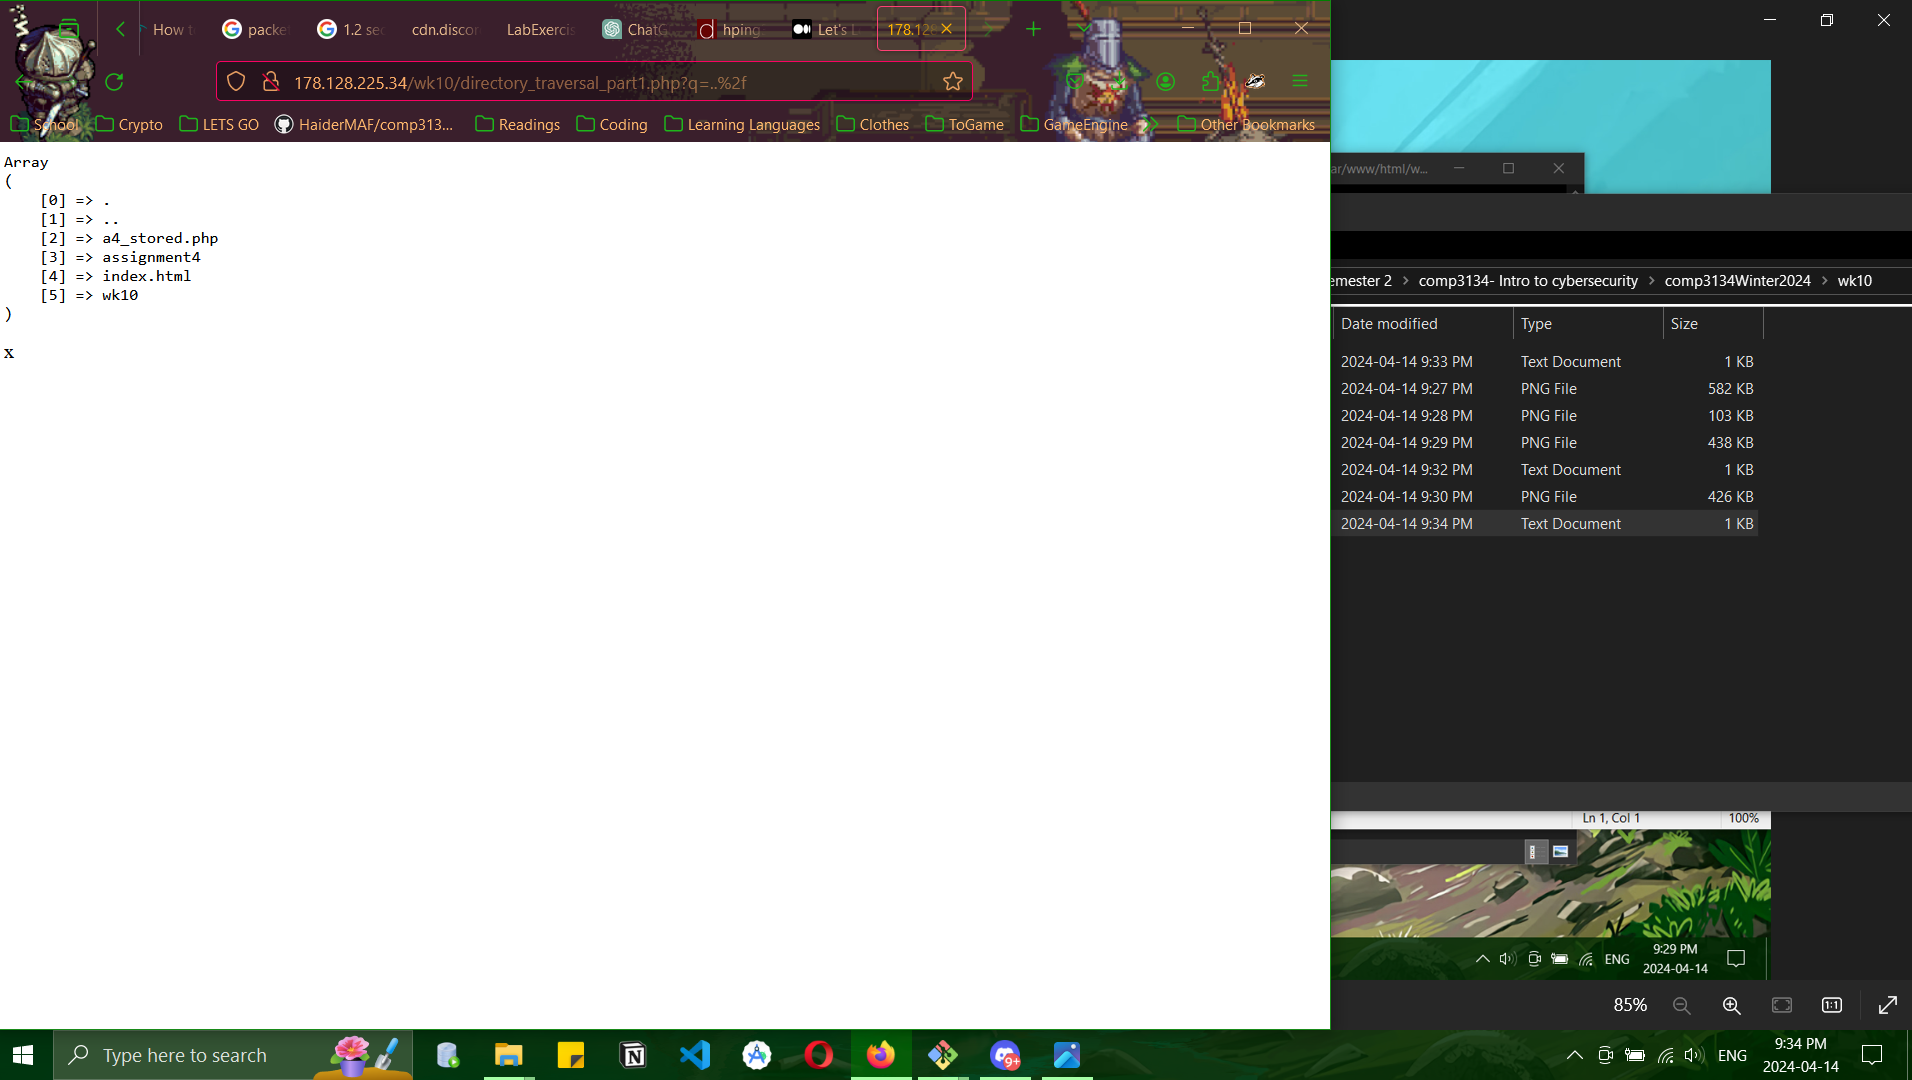 How t
packe
1.2 sec
cdn.discor
LabExercis
ChatG
hping
Let's L
178.128
178.128.225.34/wk10/directory_traversal_part1.php?q=..%2f
School
Crypto
LETS GO
HaiderMAF/comp313...
Readings
Coding
Learning Languages
Clothes
ToGame
GameEngine
Other Bookmarks
Array
(
[0] => .
[1] => ..
[2] => a4_stored.php
[3] => assignment4
[4] => index.html
[5] => wk10
)
x
ar/www/html/w...
emester 2 > comp3134- Intro to cybersecurity > comp3134Winter2024 > wk10
Date modified Type Size
2024-04-14 9:33 PM Text Document 1 KB
2024-04-14 9:27 PM PNG File 582 KB
2024-04-14 9:28 PM PNG File 103 KB
2024-04-14 9:29 PM PNG File 438 KB
2024-04-14 9:32 PM Text Document 1 KB
2024-04-14 9:30 PM PNG File 426 KB
2024-04-14 9:34 PM Text Document 1 KB
Ln 1, Col 1 100%
ENG
9:29 PM
2024-04-14
85%
1:1
Type here to search
9+
ENG
9:34 PM
2024-04-14